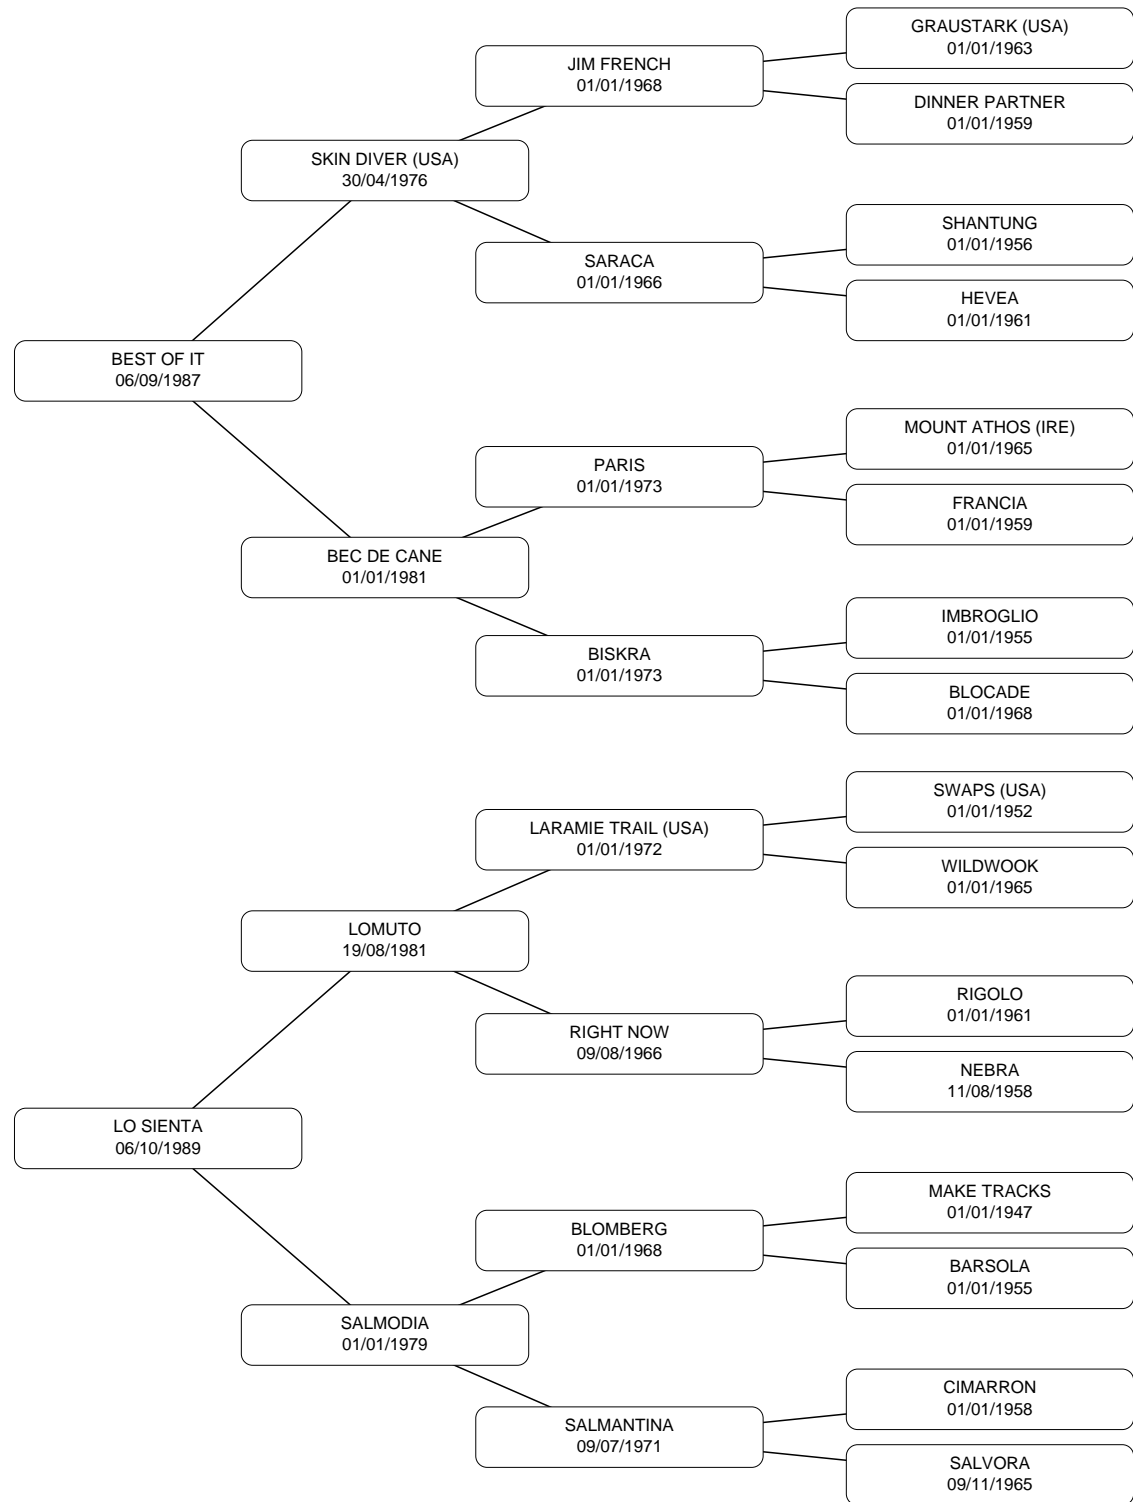 GRAUSTARK (USA)
01/01/1963
JIM FRENCH
01/01/1968
DINNER PARTNER
01/01/1959
SKIN DIVER (USA)
30/04/1976
SHANTUNG
01/01/1956
SARACA
01/01/1966
HEVEA
01/01/1961
BEST OF IT
06/09/1987
MOUNT ATHOS (IRE)
01/01/1965
PARIS
01/01/1973
FRANCIA
01/01/1959
BEC DE CANE
01/01/1981
IMBROGLIO
01/01/1955
BISKRA
01/01/1973
BLOCADE
01/01/1968
SWAPS (USA)
01/01/1952
LARAMIE TRAIL (USA)
01/01/1972
WILDWOOK
01/01/1965
LOMUTO
19/08/1981
RIGOLO
01/01/1961
RIGHT NOW
09/08/1966
NEBRA
11/08/1958
LO SIENTA
06/10/1989
MAKE TRACKS
01/01/1947
BLOMBERG
01/01/1968
BARSOLA
01/01/1955
SALMODIA
01/01/1979
CIMARRON
01/01/1958
SALMANTINA
09/07/1971
SALVORA
09/11/1965